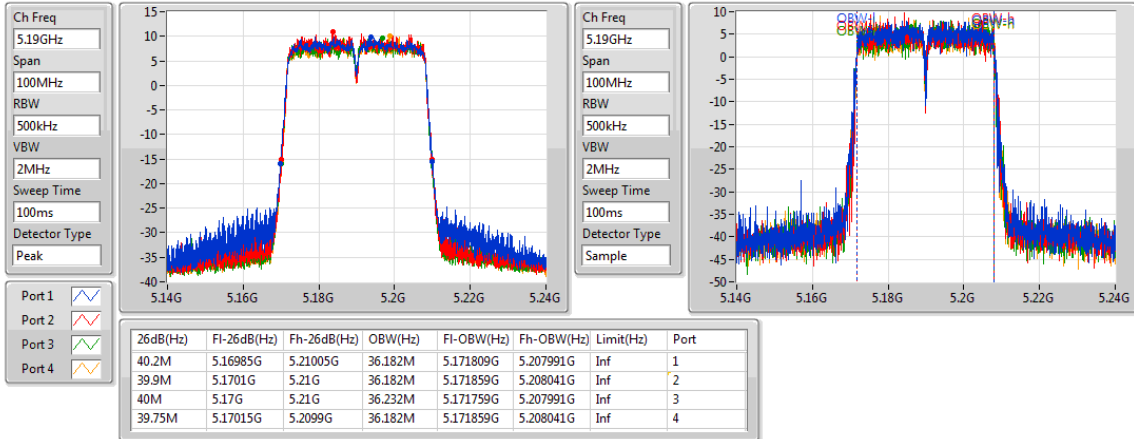 Ch Freq
5.19GHz
Span
100MHz
RBW
500kHz
VBW
2MHz
Sweep Time
100ms
Detector Type
Peak
15
10
5
0
-5
-10
-15
-20
-25
-30
-35
-40
5.14G 5.16G 5.18G 5.2G 5.22G 5.24G
Ch Freq
5.19GHz
Span
100MHz
RBW
500kHz
VBW
2MHz
Sweep Time
100ms
Detector Type
Sample
15
10
5
0
-5
-10
-15
-20
-25
-30
-35
-40
-45
-50
5.14G 5.16G 5.18G 5.2G 5.22G 5.24G
Port 1
Port 2
Port 3
Port 4
26dB(Hz) Fl-26dB(Hz) Fh-26dB(Hz) OBW(Hz) Fl-OBW(Hz) Fh-OBW(Hz) Limit(Hz) Port
40.2M 5.16985G 5.21005G 36.182M 5.171809G 5.207991G Inf 1
39.9M 5.1701G 5.21G 36.182M 5.171859G 5.208041G Inf 2
40M 5.17G 5.21G 36.232M 5.171759G 5.207991G Inf 3
39.75M 5.17015G 5.2099G 36.182M 5.171859G 5.208041G Inf 4